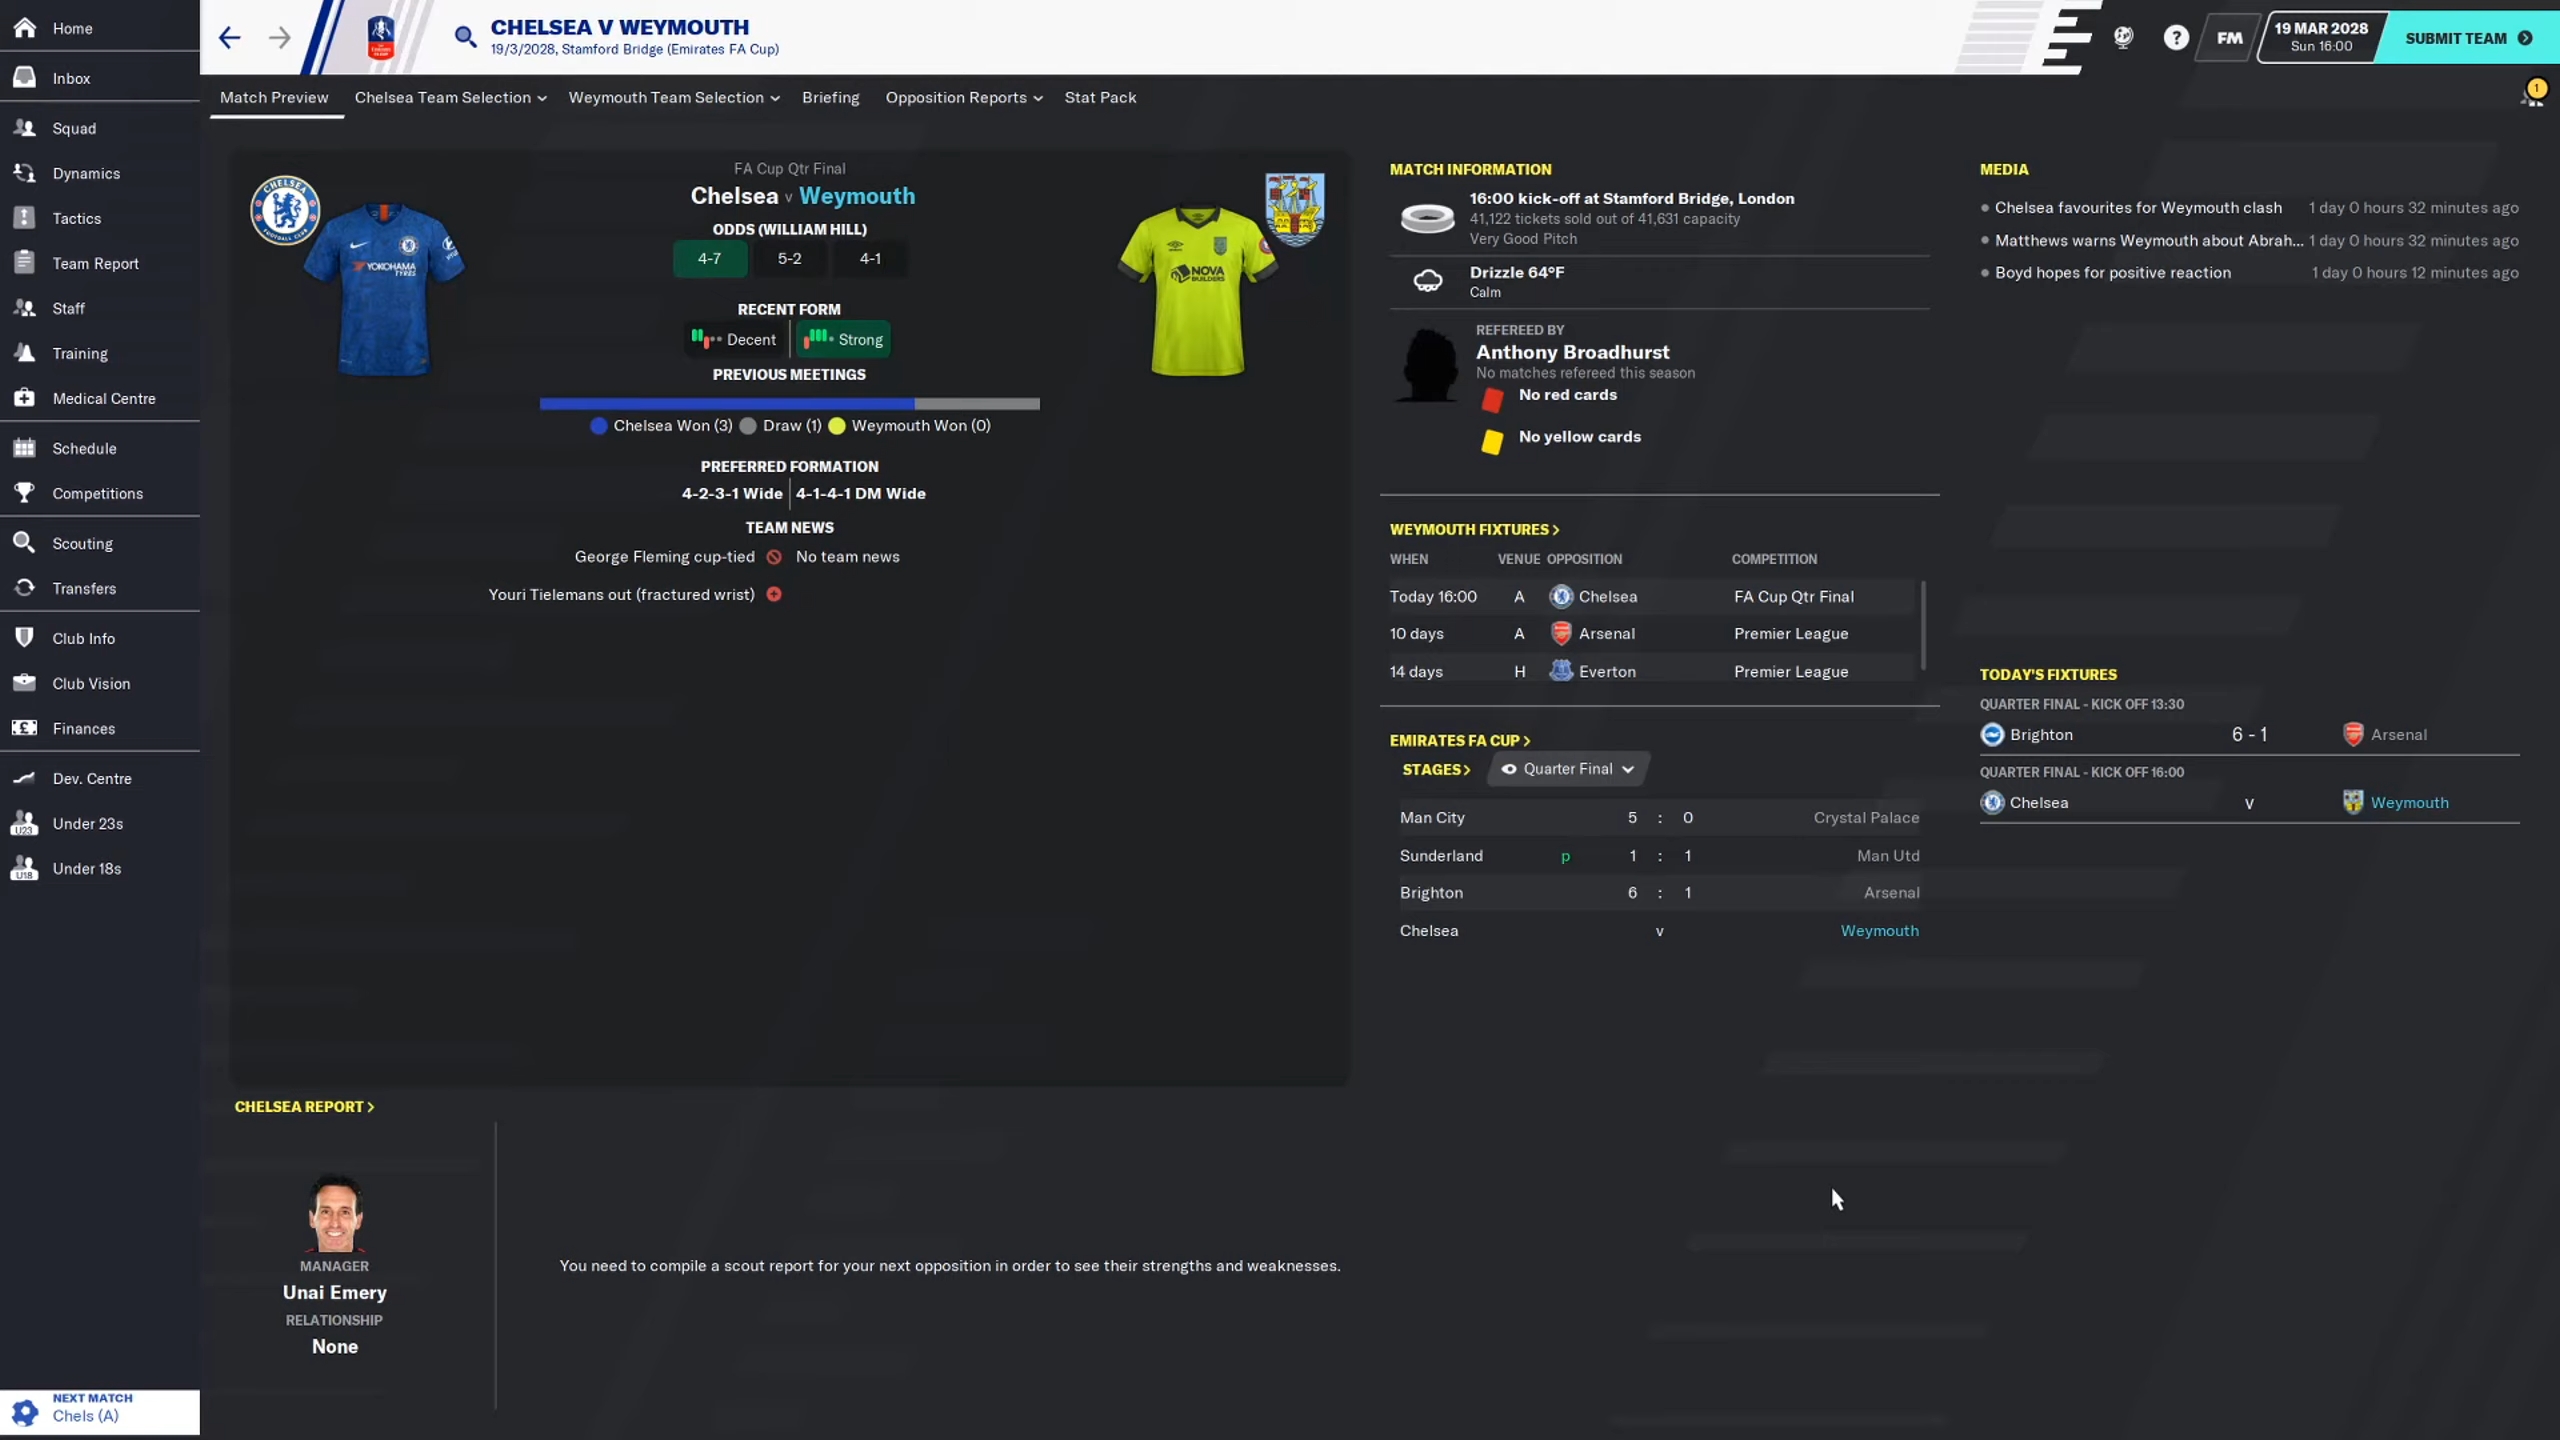 Home
Inbox
Squad
Dynamics
Tactics
Team Report
Staff
Training
Medical Centre
Schedule
Competitions
Scouting
Transfers
Club Info
Club Vision
Finances
Dev. Centre
U23 Under 23s
U18 Under 18s
NEXT MATCH
Chels (A)
CHELSEA V WEYMOUTH
19/3/2028, Stamford Bridge (Emirates FA Cup)
? FM
19 MAR 2028
Sun 16:00
SUBMIT TEAM
Match Preview Chelsea Team Selection Weymouth Team Selection Briefing Opposition Reports Stat Pack
1
FA Cup Qtr Final
Chelsea v Weymouth
ODDS (WILLIAM HILL)
4-7 5-2 4-1
RECENT FORM
Decent Strong
PREVIOUS MEETINGS
Chelsea Won (3) Draw (1) Weymouth Won (0)
PREFERRED FORMATION
4-2-3-1 Wide 4-1-4-1 DM Wide
TEAM NEWS
George Fleming cup-tied No team news
Youri Tielemans out (fractured wrist)
YOKOHAMA
TYRES
NOVA
BUILDERS
MATCH INFORMATION
16:00 kick-off at Stamford Bridge, London
41,122 tickets sold out of 41,631 capacity
Very Good Pitch
Drizzle 64°F
Calm
REFEREED BY
Anthony Broadhurst
No matches refereed this season
No red cards
No yellow cards
WEYMOUTH FIXTURES >
WHEN VENUE OPPOSITION COMPETITION
Today 16:00 A Chelsea FA Cup Qtr Final
10 days A Arsenal Premier League
14 days H Everton Premier League
EMIRATES FA CUP >
STAGES > Quarter Final
Man City 5 : 0 Crystal Palace
Sunderland p 1 : 1 Man Utd
Brighton 6 : 1 Arsenal
Chelsea v Weymouth
MEDIA
Chelsea favourites for Weymouth clash 1 day 0 hours 32 minutes ago
Matthews warns Weymouth about Abrah... 1 day 0 hours 32 minutes ago
Boyd hopes for positive reaction 1 day 0 hours 12 minutes ago
TODAY'S FIXTURES
QUARTER FINAL - KICK OFF 13:30
Brighton 6 - 1 Arsenal
QUARTER FINAL - KICK OFF 16:00
Chelsea v Weymouth
CHELSEA REPORT >
MANAGER
Unai Emery
RELATIONSHIP
None
You need to compile a scout report for your next opposition in order to see their strengths and weaknesses.